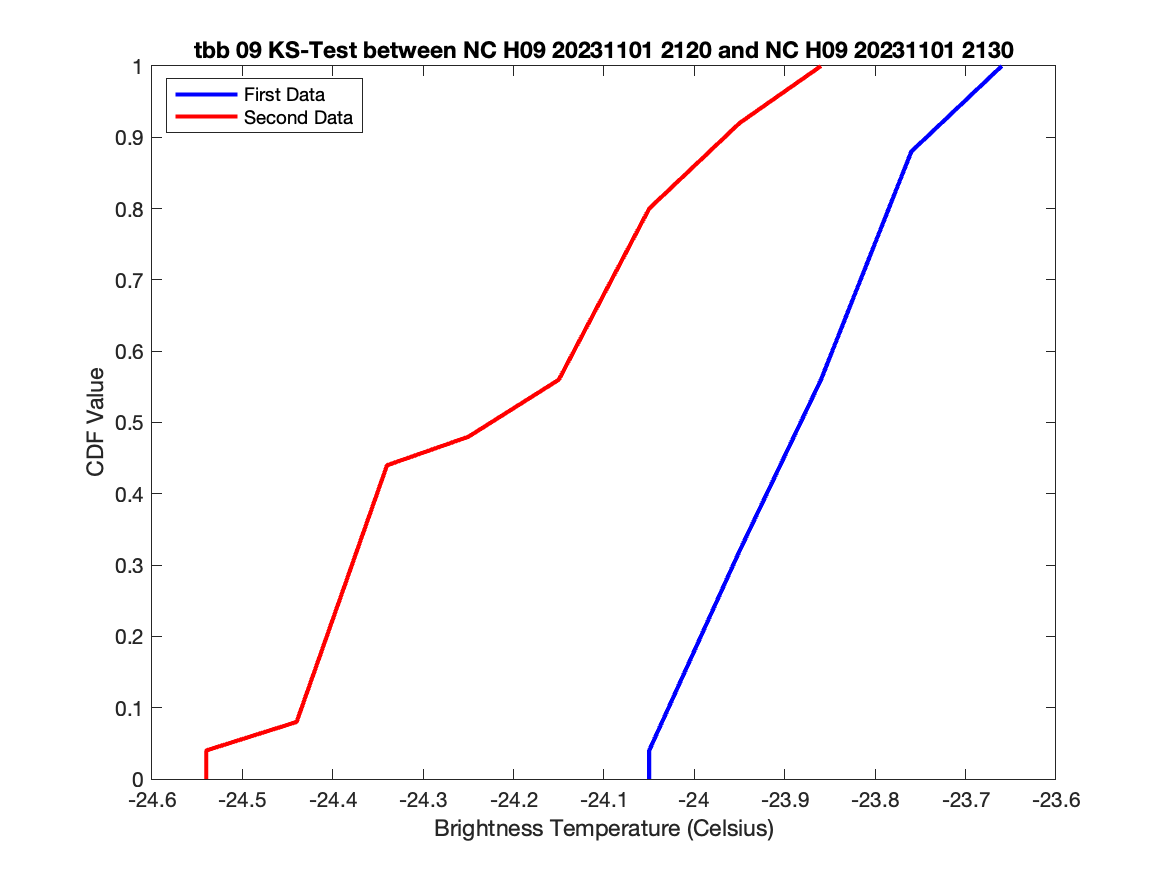 tbb 09 KS-Test between NC H09 20231101 2120 and NC H09 20231101 2130
First Data
Second Data
1
0.9
0.8
0.7
0.6
0.5
0.4
0.3
0.2
0.1
0
CDF Value
-24.6 -24.5 -24.4 -24.3 -24.2 -24.1 -24 -23.9 -23.8 -23.7 -23.6
Brightness Temperature (Celsius)